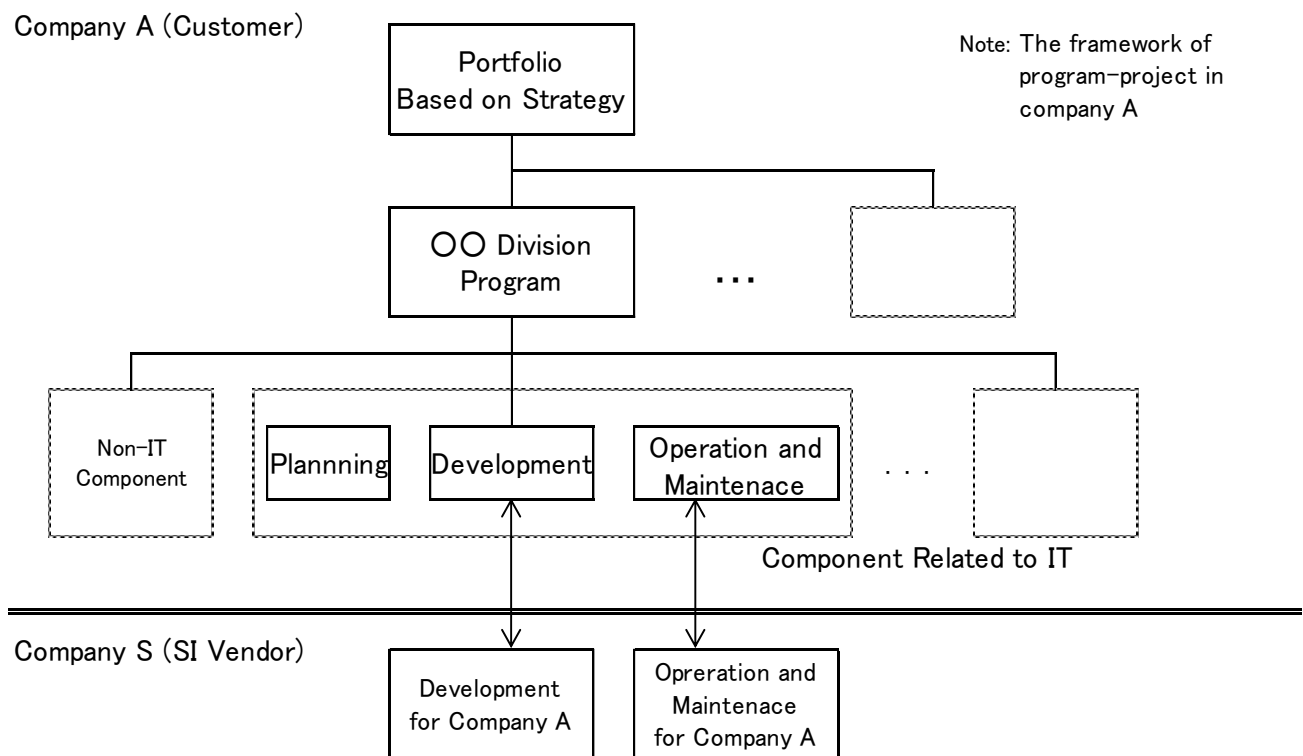 Company A (Customer)
Note: The framework of
program-project in
company A
Portfolio
Based on Strategy
〇〇 Division
Program
...
Non-IT
Component
Plannning
Development
Operation and
Maintenace
. . .
Component Related to IT
Company S (SI Vendor)
Development
for Company A
Opreration and
Maintenace
for Company A